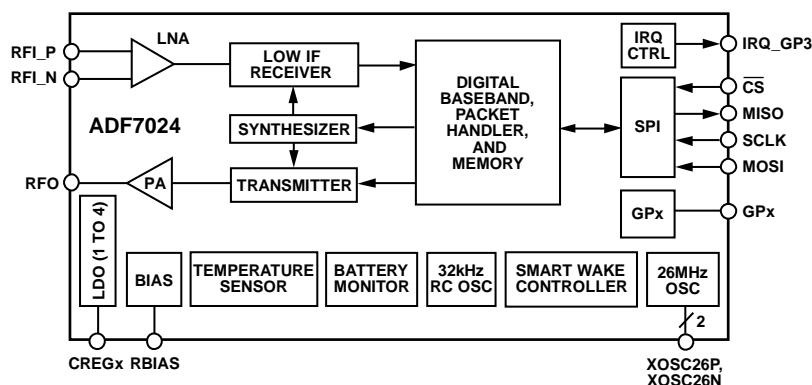 RFI_P
RFI_N
LNA
LOW IF
RECEIVER
ADF7024
SYNTHESIZER
RFO
PA
TRANSMITTER
DIGITAL
BASEBAND,
PACKET
HANDLER,
AND
MEMORY
IRQ
CTRL
IRQ_GP3
SPI
CS
MISO
SCLK
MOSI
GPx
GPx
LDO (1 TO 4)
BIAS
TEMPERATURE
SENSOR
BATTERY
MONITOR
32kHz
RC OSC
SMART WAKE
CONTROLLER
26MHz
OSC
2
CREGx
RBIAS
XOSC26P,
XOSC26N